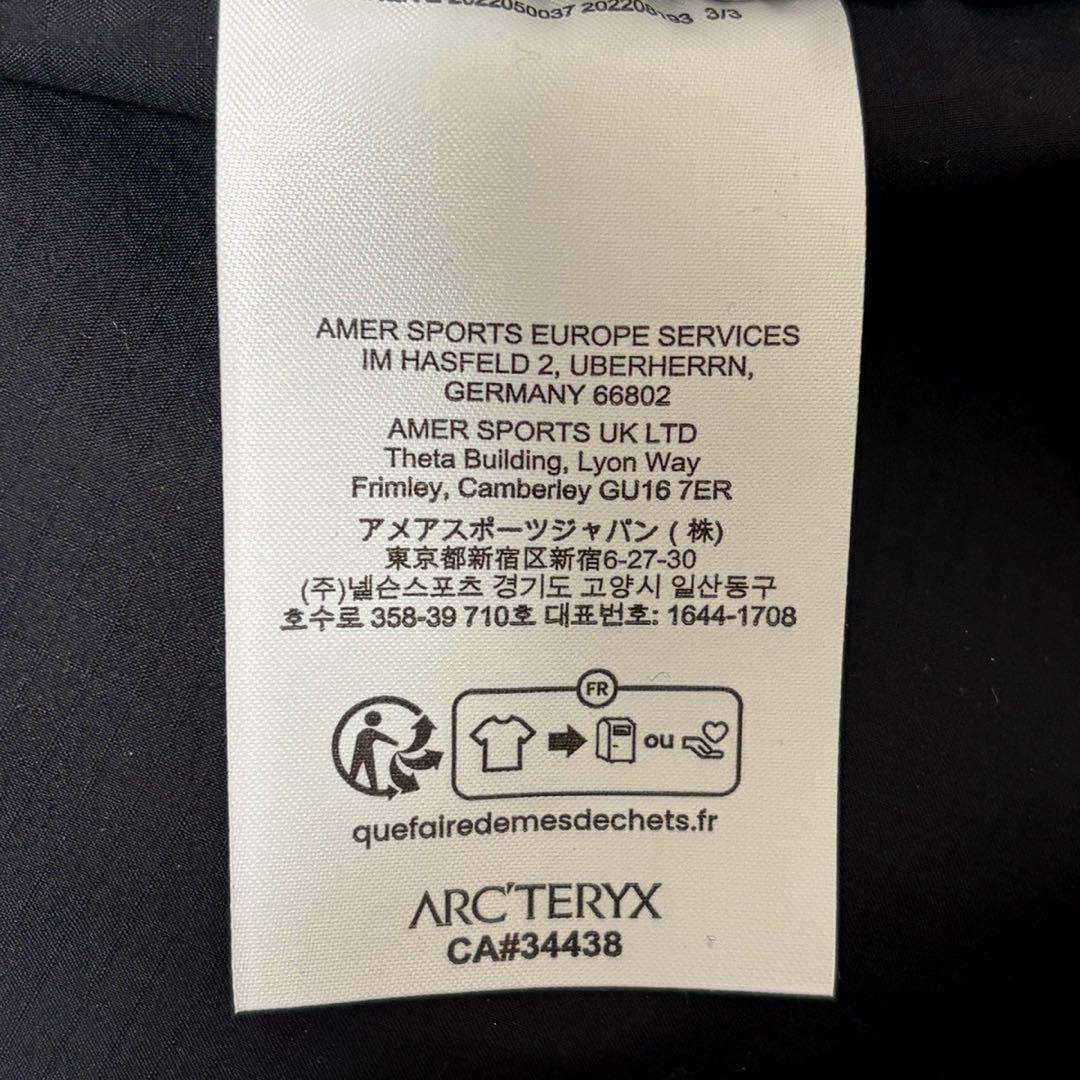 2022050037 3/3
AMER SPORTS EUROPE SERVICES
IM HASFELD 2, UBERHERRN,
GERMANY 66802
AMER SPORTS UK LTD
Theta Building, Lyon Way
Frimley, Camberley GU16 7ER
アメアスポーツジャパン ( 株)
東京都新宿区新宿6-27-30
(주)넬슨스포츠 경기도 고양시 일산동구
호수로 358-39 710호 대표번호: 1644-1708
FR
ou
quefairedemesdechets.fr
ARC'TERYX
CA#34438